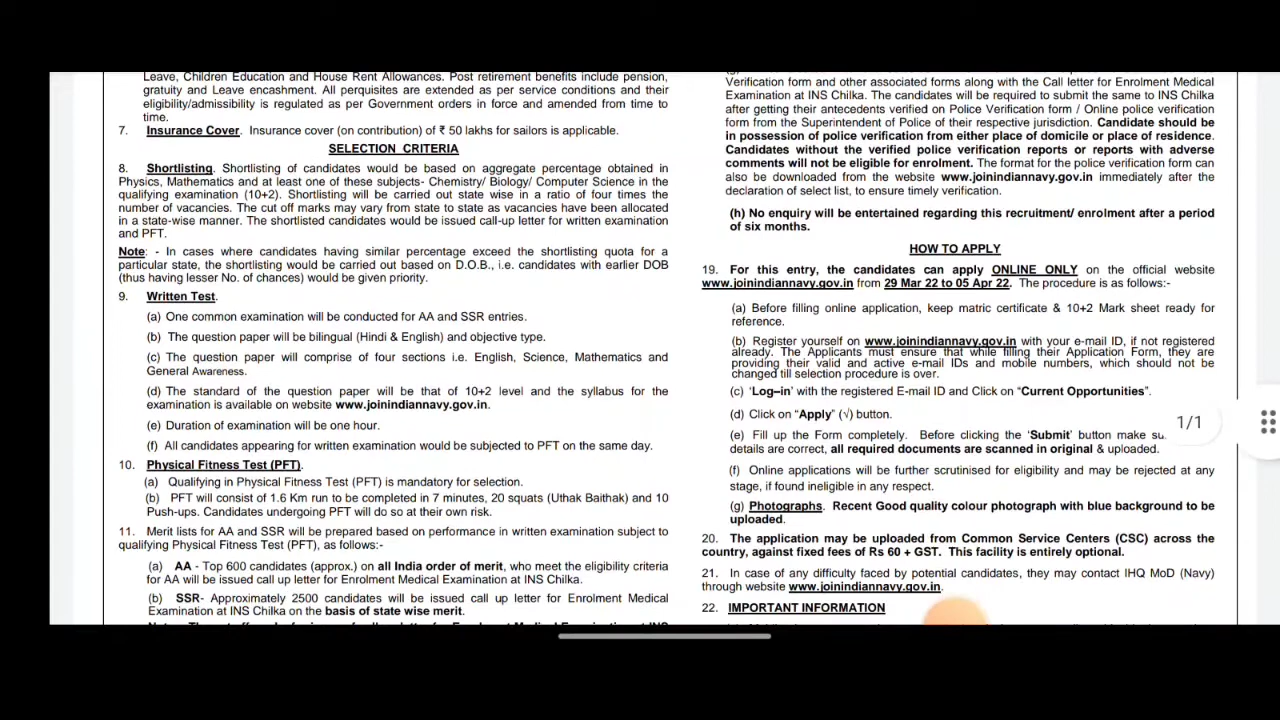 Leave, Children Education and House Rent Allowances. Post retirement benefits include pension,
gratuity and Leave encashment. All perquisites are extended as per service conditions and their
eligibility/admissibility is regulated as per Government orders in force and amended from time to
time.
7. Insurance Cover. Insurance cover (on contribution) of ₹ 50 lakhs for sailors is applicable.
SELECTION CRITERIA
8. Shortlisting. Shortlisting of candidates would be based on aggregate percentage obtained in
Physics, Mathematics and at least one of these subjects- Chemistry/ Biology/ Computer Science in the
qualifying examination (10+2). Shortlisting will be carried out state wise in a ratio of four times the
number of vacancies. The cut off marks may vary from state to state as vacancies have been allocated
in a state-wise manner. The shortlisted candidates would be issued call-up letter for written examination
and PFT.
Note: - In cases where candidates having similar percentage exceed the shortlisting quota for a
particular state, the shortlisting would be carried out based on D.O.B., i.e. candidates with earlier DOB
(thus having lesser No. of chances) would be given priority.
9. Written Test.
(a) One common examination will be conducted for AA and SSR entries.
(b) The question paper will be bilingual (Hindi & English) and objective type.
(c) The question paper will comprise of four sections i.e. English, Science, Mathematics and
General Awareness.
(d) The standard of the question paper will be that of 10+2 level and the syllabus for the
examination is available on website www.joinindiannavy.gov.in.
(e) Duration of examination will be one hour.
(f) All candidates appearing for written examination would be subjected to PFT on the same day.
10. Physical Fitness Test (PFT).
(a) Qualifying in Physical Fitness Test (PFT) is mandatory for selection.
(b) PFT will consist of 1.6 Km run to be completed in 7 minutes, 20 squats (Uthak Baithak) and 10
Push-ups. Candidates undergoing PFT will do so at their own risk.
11. Merit lists for AA and SSR will be prepared based on performance in written examination subject to
qualifying Physical Fitness Test (PFT), as follows:-
(a) AA - Top 600 candidates (approx.) on all India order of merit, who meet the eligibility criteria
for AA will be issued call up letter for Enrolment Medical Examination at INS Chilka.
(b) SSR- Approximately 2500 candidates will be issued call up letter for Enrolment Medical
Examination at INS Chilka on the basis of state wise merit.
Verification form and other associated forms along with the Call letter for Enrolment Medical
Examination at INS Chilka. The candidates will be required to submit the same to INS Chilka
after getting their antecedents verified on Police Verification form / Online police verification
form from the Superintendent of Police of their respective jurisdiction. Candidate should be
in possession of police verification from either place of domicile or place of residence.
Candidates without the verified police verification reports or reports with adverse
comments will not be eligible for enrolment. The format for the police verification form can
also be downloaded from the website www.joinindiannavy.gov.in immediately after the
declaration of select list, to ensure timely verification.
(h) No enquiry will be entertained regarding this recruitment/ enrolment after a period
of six months.
HOW TO APPLY
19. For this entry, the candidates can apply ONLINE ONLY on the official website
www.joinindiannavy.gov.in from 29 Mar 22 to 05 Apr 22. The procedure is as follows:-
(a) Before filling online application, keep matric certificate & 10+2 Mark sheet ready for
reference.
(b) Register yourself on www.joinindiannavy.gov.in with your e-mail ID, if not registered
already. The Applicants must ensure that while filling their Application Form, they are
providing their valid and active e-mail IDs and mobile numbers, which should not be
changed till selection procedure is over.
(c) ‘Log–in’ with the registered E-mail ID and Click on “Current Opportunities”.
(d) Click on “Apply” (√) button.
(e) Fill up the Form completely. Before clicking the ‘Submit’ button make su
details are correct, all required documents are scanned in original & uploaded.
1/1
(f) Online applications will be further scrutinised for eligibility and may be rejected at any
stage, if found ineligible in any respect.
(g) Photographs. Recent Good quality colour photograph with blue background to be
uploaded.
20. The application may be uploaded from Common Service Centers (CSC) across the
country, against fixed fees of Rs 60 + GST. This facility is entirely optional.
21. In case of any difficulty faced by potential candidates, they may contact IHQ MoD (Navy)
through website www.joinindiannavy.gov.in.
22. IMPORTANT INFORMATION